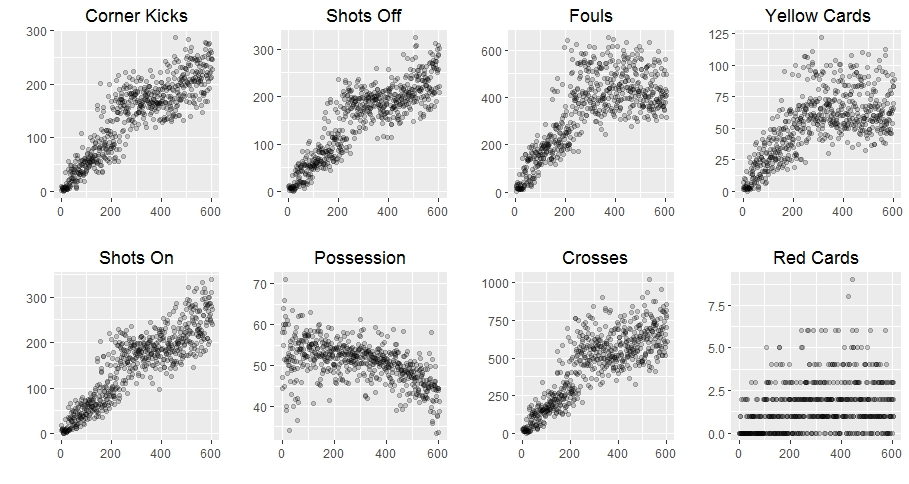 Corner Kicks
Shots Off
Fouls
Yellow Cards
300
200
100
0
0 200 400 600
300
200
100
0
0 200 400 600
600
400
200
0
0 200 400 600
125
100
75
50
25
0
0 200 400 600
Shots On
Possession
Crosses
Red Cards
300
200
100
0
0 200 400 600
70
60
50
40
0 200 400 600
1000
750
500
250
0
0 200 400 600
7.5
5.0
2.5
0.0
0 200 400 600